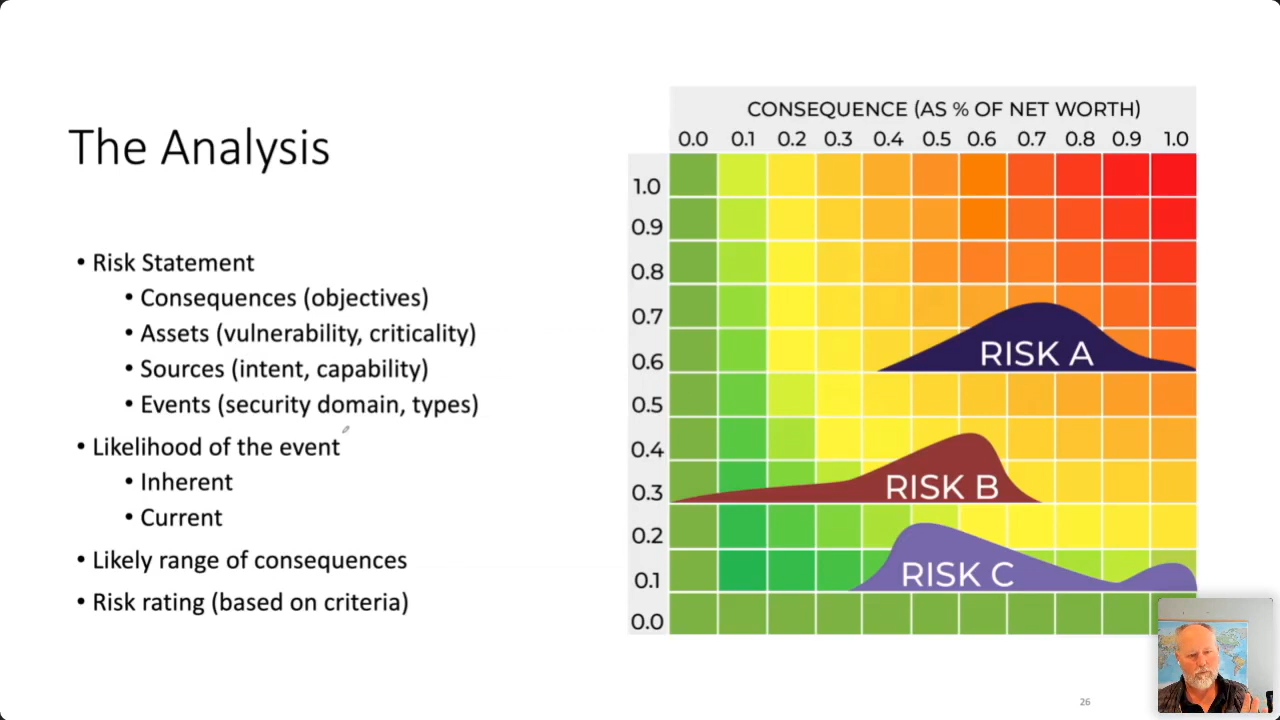 The Analysis
• Risk Statement
• Consequences (objectives)
• Assets (vulnerability, criticality)
• Sources (intent, capability)
• Events (security domain, types)
• Likelihood of the event
• Inherent
• Current
• Likely range of consequences
• Risk rating (based on criteria)
CONSEQUENCE (AS % OF NET WORTH)
0.0 0.1 0.2 0.3 0.4 0.5 0.6 0.7 0.8 0.9 1.0
1.0
0.9
0.8
0.7
0.6
RISK A
0.5
0.4
0.3
RISK B
0.2
0.1
RISK C
0.0
26